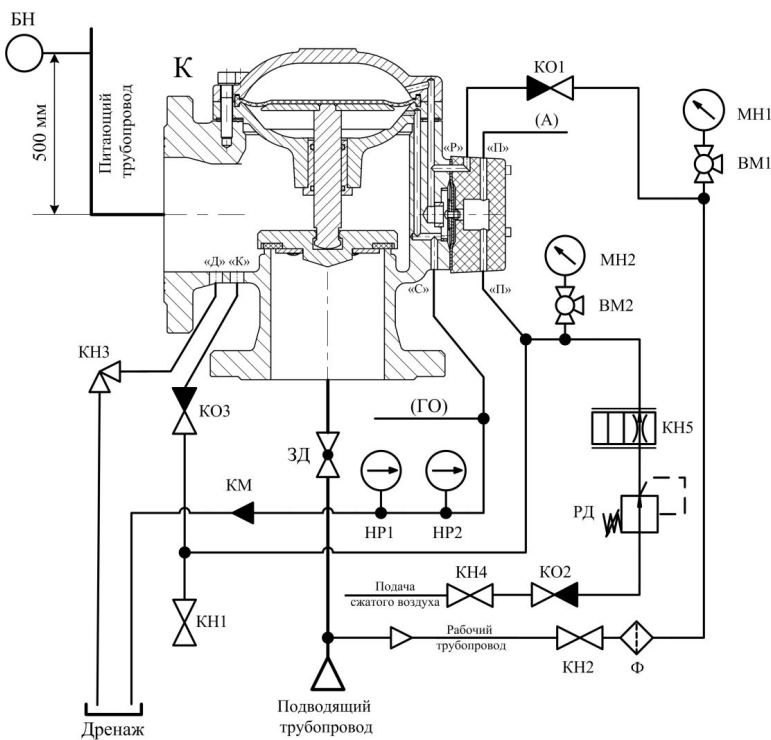 БН
500 мм
Питающий
трубопровод
К
КО1
(А)
МН1
ВМ1
«Р»
«П»
«Д»
«К»
«С»
«П»
МН2
ВМ2
КН3
КО3
(ГО)
КН5
ЗД
КМ
НР1
НР2
РД
КН1
Подача
сжатого воздуха
КН4
КО2
Рабочий
трубопровод
КН2
Ф
Подводящий
трубопровод
Дренаж